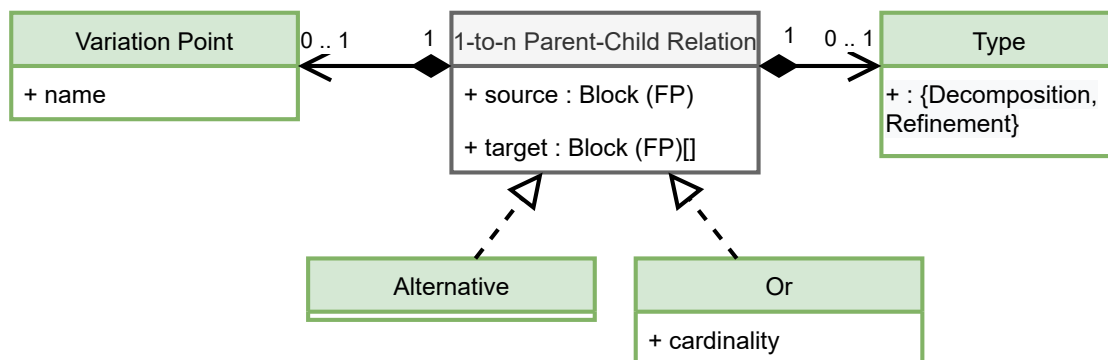 Variation Point
0 .. 1
1
1-to-n Parent-Child Relation
1
0 .. 1
Type
+ name
+ source : Block (FP)
+ target : Block (FP)[]
+ : {Decomposition,
Refinement}
Alternative
Or
+ cardinality